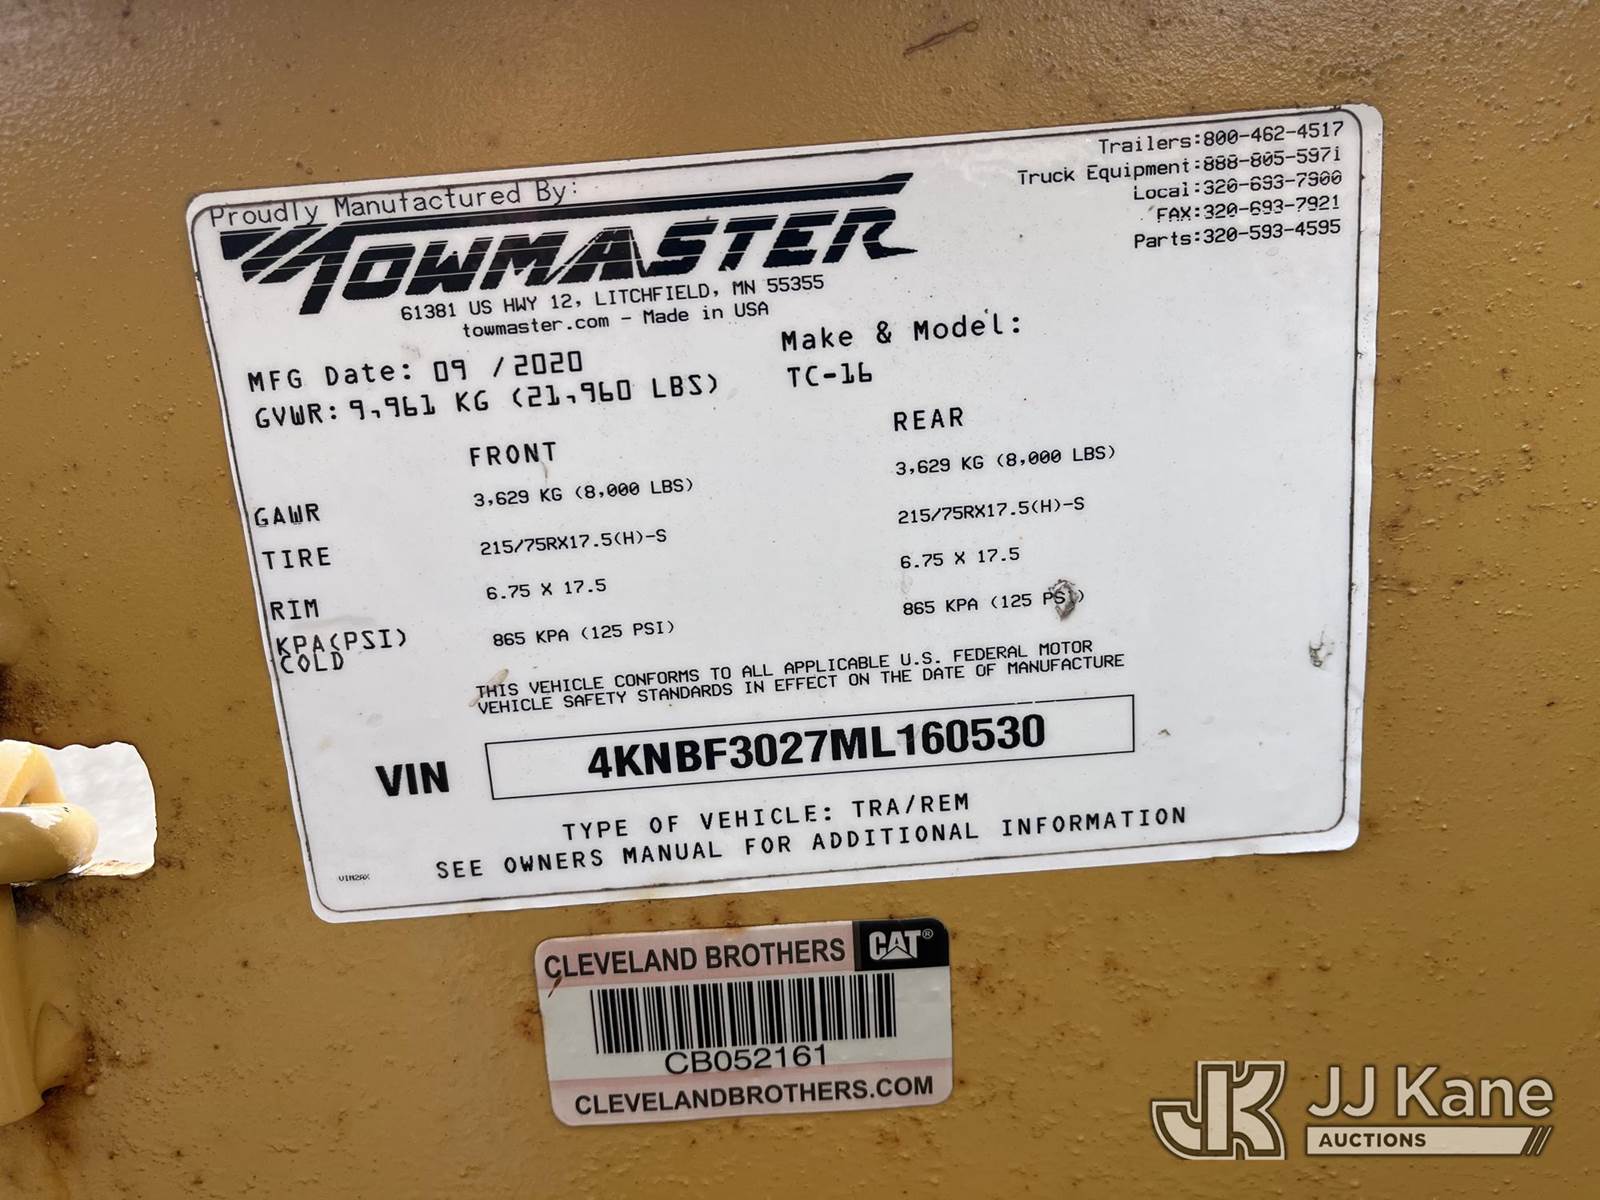 Proudly Manufactured By:
TOWMASTER
61381 US HWY 12, LITCHFIELD, MN 55355
towmaster.com - Made in USA
Trailers:800-462-4517
Truck Equipment:888-805-5971
Local:320-693-7900
FAX:320-693-7921
Parts:320-593-4595
MFG Date: 09 /2020
GVWR: 9,961 KG (21,960 LBS)
Make & Model:
TC-16
FRONT REAR
GAWR 3,629 KG (8,000 LBS) 3,629 KG (8,000 LBS)
TIRE 215/75RX17.5(H)-S 215/75RX17.5(H)-S
RIM 6.75 X 17.5 6.75 X 17.5
KPA(PSI) 865 KPA (125 PSI) 865 KPA (125 PSI)
COLD
THIS VEHICLE CONFORMS TO ALL APPLICABLE U.S. FEDERAL MOTOR
VEHICLE SAFETY STANDARDS IN EFFECT ON THE DATE OF MANUFACTURE
VIN 4KNBF3027ML160530
TYPE OF VEHICLE: TRA/REM
SEE OWNERS MANUAL FOR ADDITIONAL INFORMATION
VIN2AX
CLEVELAND BROTHERS CAT®
CB052161
CLEVELANDBROTHERS.COM
JK JJ Kane
AUCTIONS